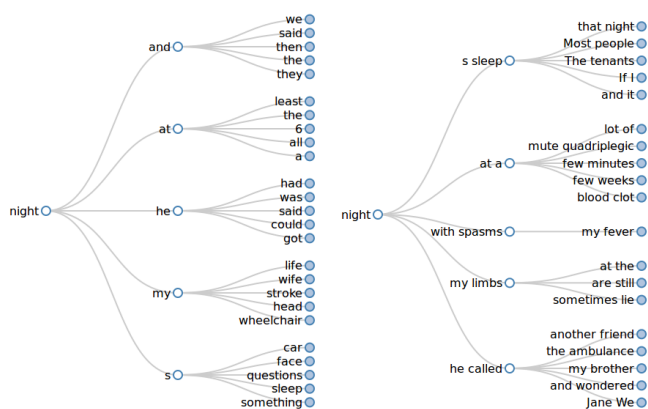 night
and
we
said
then
the
they
at
least
the
6
all
a
he
had
was
said
could
got
my
life
wife
stroke
head
wheelchair
s
car
face
questions
sleep
something
night
s sleep
that night
Most people
The tenants
If I
and it
at a
lot of
mute quadriplegic
few minutes
few weeks
blood clot
with spasms
my fever
my limbs
at the
are still
sometimes lie
he called
another friend
the ambulance
my brother
and wondered
Jane We